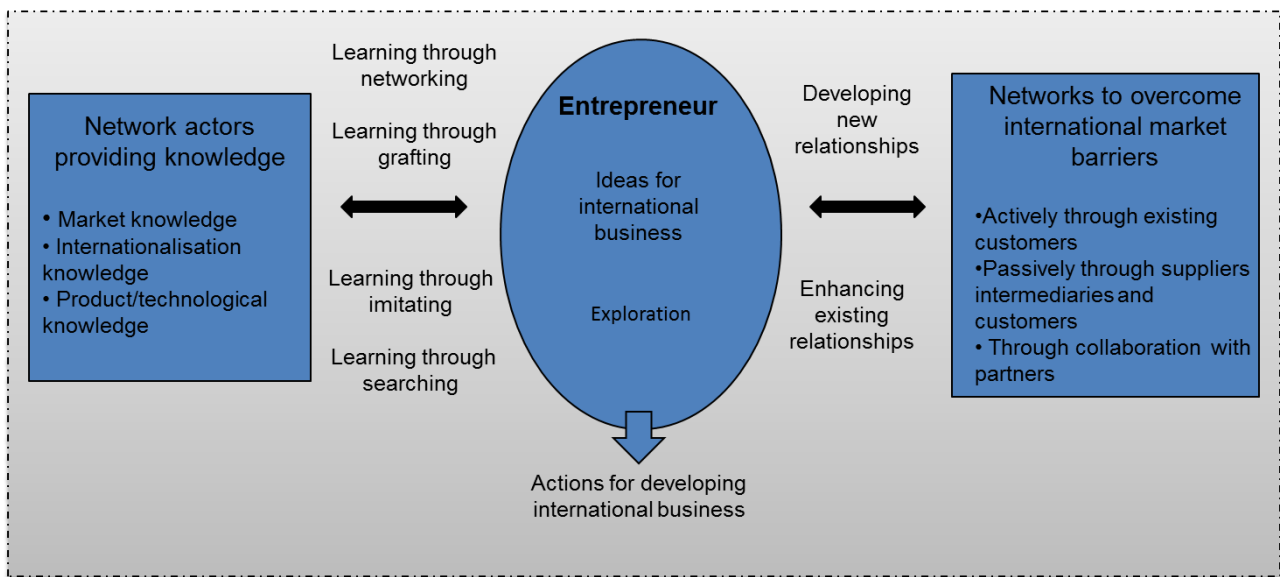 Network actors
providing knowledge
• Market knowledge
• Internationalisation
knowledge
• Product/technological
knowledge
Learning through
networking
Learning through
grafting
Learning through
imitating
Learning through
searching
Entrepreneur
Ideas for
international
business
Exploration
Actions for developing
international business
Developing
new
relationships
Enhancing
existing
relationships
Networks to overcome
international market
barriers
•Actively through existing
customers
•Passively through suppliers
intermediaries and
customers
• Through collaboration with
partners